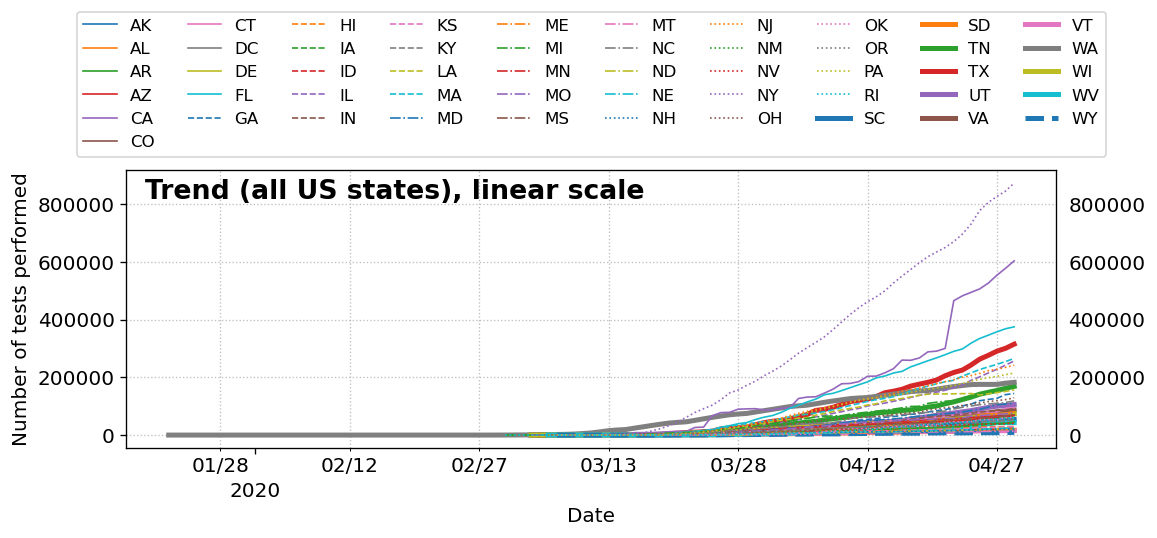 AK CT HI KS ME MT NJ OK SD VT
AL DC IA KY MI NC NM OR TN WA
AR DE ID LA MN ND NV PA TX WI
AZ FL IL MA MO NE NY RI UT WV
CA GA IN MD MS NH OH SC VA WY
CO
Trend (all US states), linear scale
Number of tests performed
800000 800000
600000 600000
400000 400000
200000 200000
0 0
01/28 02/12 02/27 03/13 03/28 04/12 04/27
2020
Date